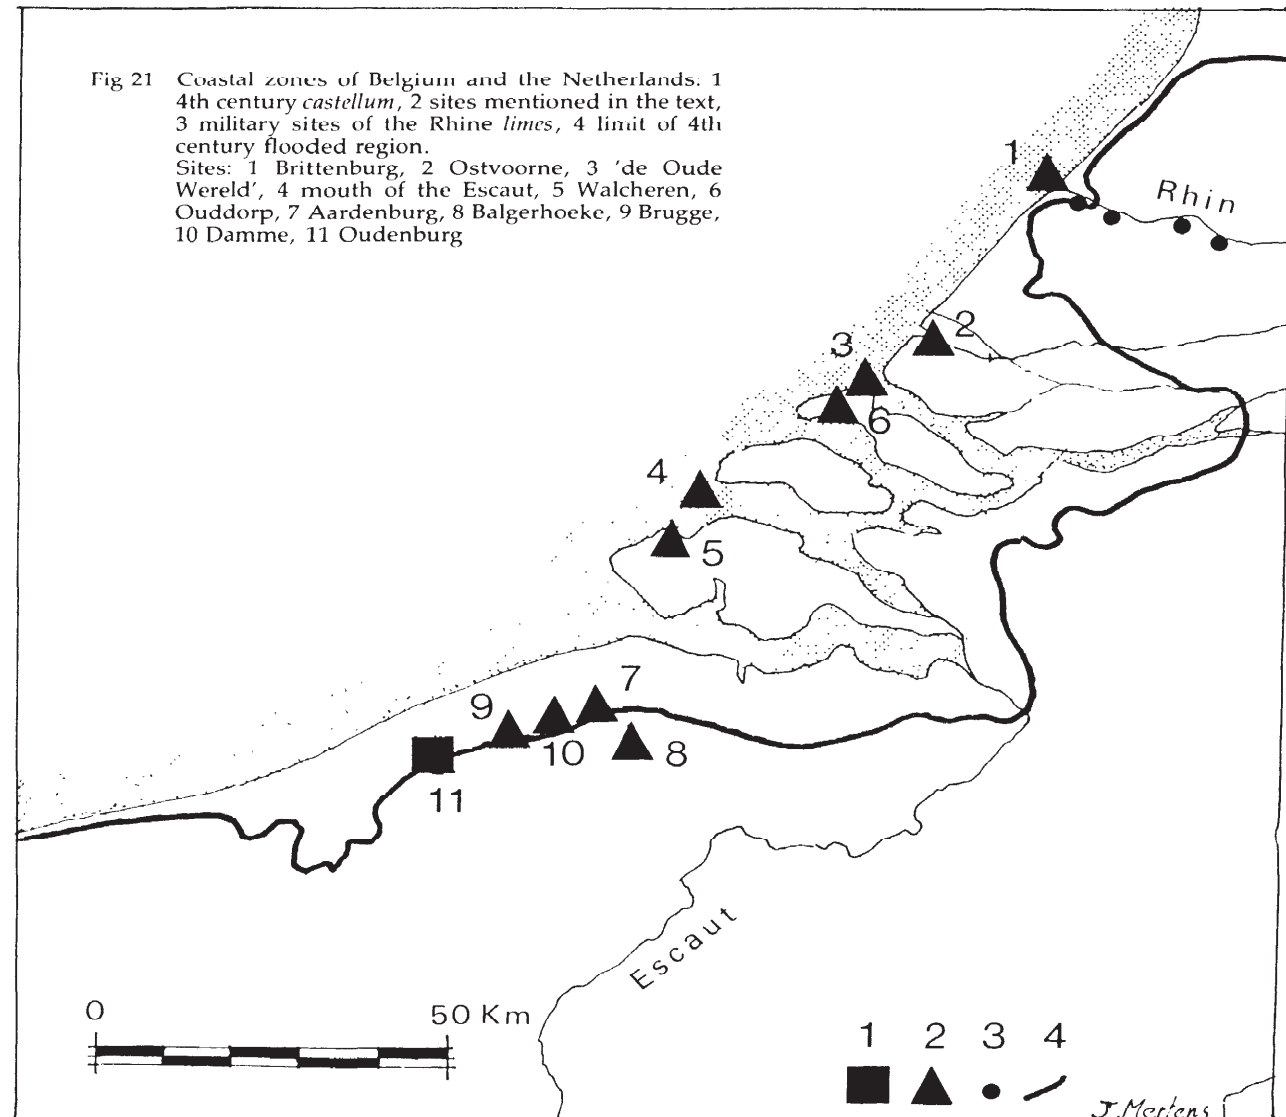 Fig 21 Coastal zones of Belgium and the Netherlands. 1
4th century castellum, 2 sites mentioned in the text,
3 military sites of the Rhine limes, 4 limit of 4th
century flooded region.
Sites: 1 Brittenburg, 2 Ostvoorne, 3 'de Oude
Wereld', 4 mouth of the Escaut, 5 Walcheren, 6
Ouddorp, 7 Aardenburg, 8 Balgerhoeke, 9 Brugge,
10 Damme, 11 Oudenburg
1
Rhin
2
3
6
4
5
7
9
10
8
11
Escaut
0 50 Km
1 2 3 4
J. Mertens